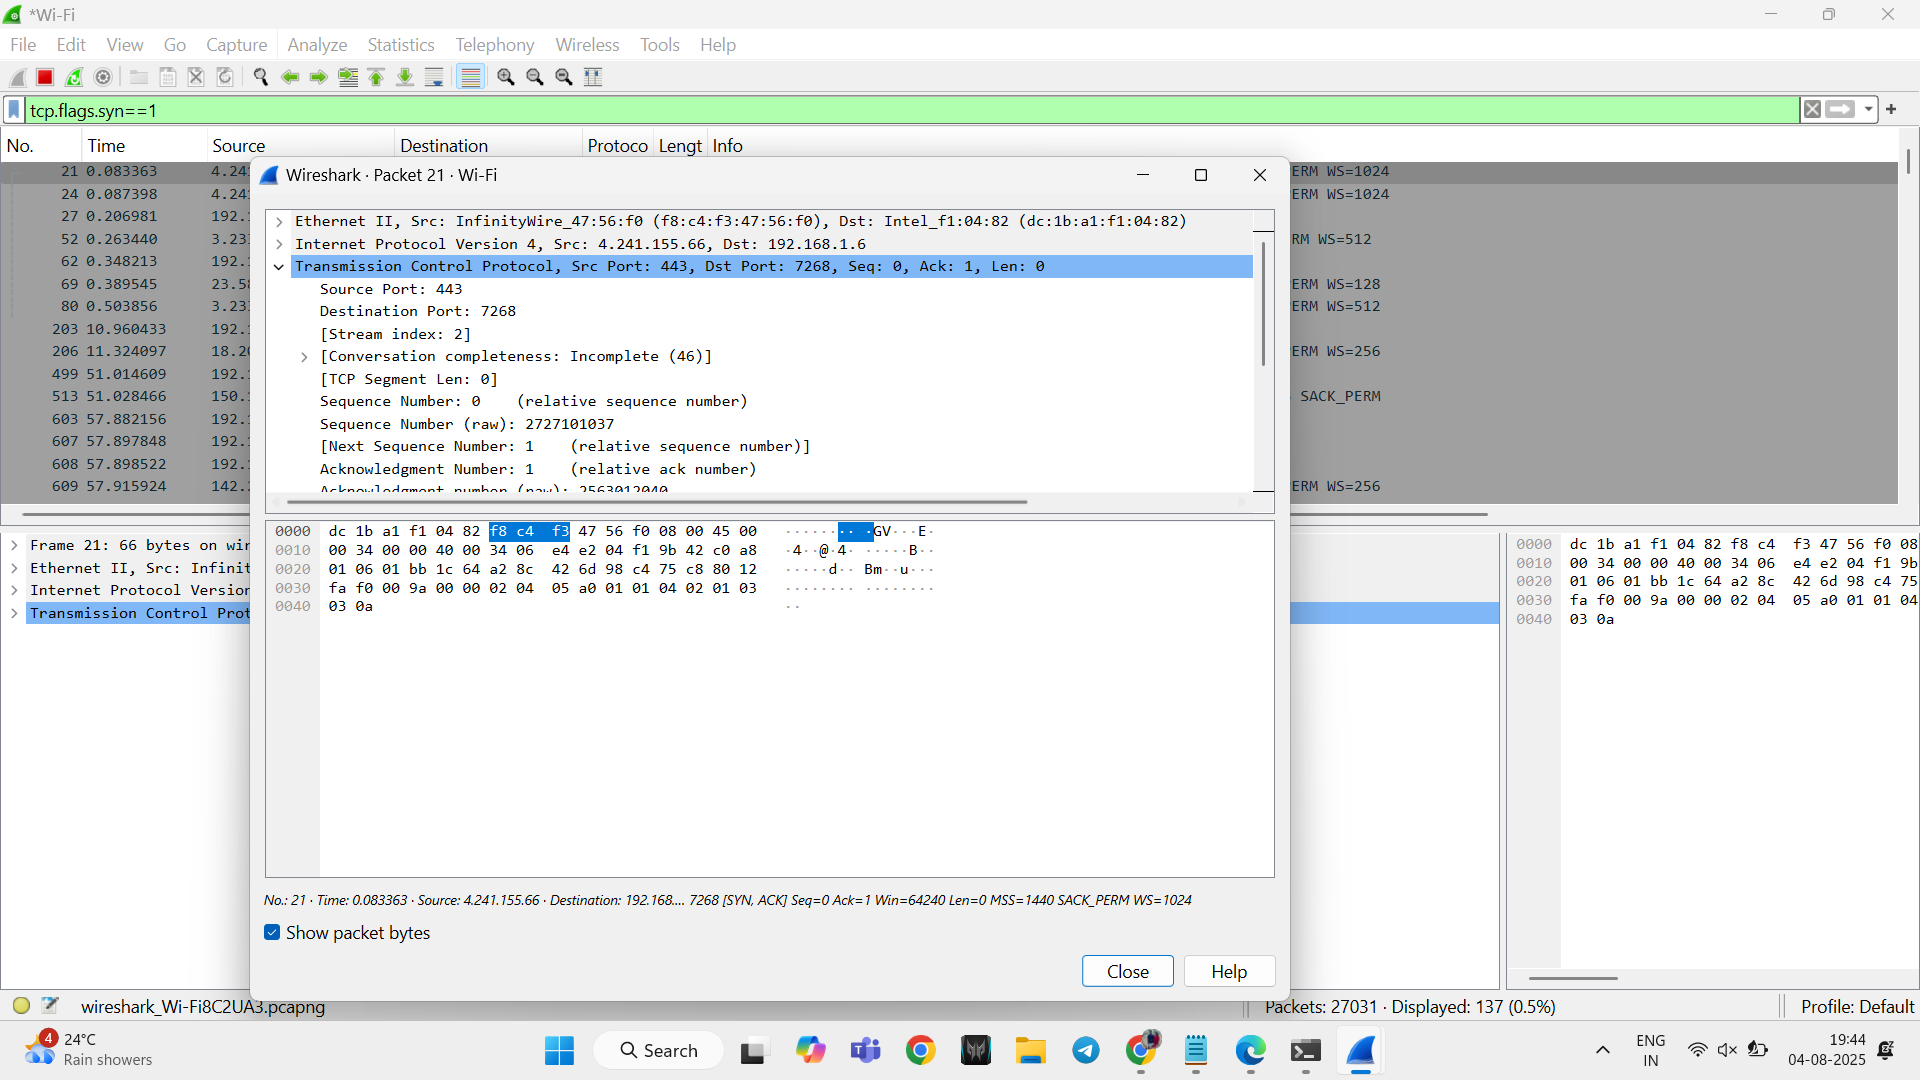 *Wi-Fi
File Edit View Go Capture Analyze Statistics Telephony Wireless Tools Help
tcp.flags.syn==1
No. Time Source Destination Protoco Lengt Info
21 0.083363 4.24 ERM WS=1024
24 0.087398 4.24 ERM WS=1024
27 0.206981 192.
52 0.263440 3.23 RM WS=512
62 0.348213 192.
69 0.389545 23.5 ERM WS=128
80 0.503856 3.23 ERM WS=512
203 10.960433 192.
206 11.324097 18.2 ERM WS=256
499 51.014609 192.
513 51.028466 150. SACK_PERM
603 57.882156 192.
607 57.897848 192.
608 57.898522 192.
609 57.915924 142. ERM WS=256
Wireshark · Packet 21 · Wi-Fi
Ethernet II, Src: InfinityWire_47:56:f0 (f8:c4:f3:47:56:f0), Dst: Intel_f1:04:82 (dc:1b:a1:f1:04:82)
Internet Protocol Version 4, Src: 4.241.155.66, Dst: 192.168.1.6
Transmission Control Protocol, Src Port: 443, Dst Port: 7268, Seq: 0, Ack: 1, Len: 0
Source Port: 443
Destination Port: 7268
[Stream index: 2]
[Conversation completeness: Incomplete (46)]
[TCP Segment Len: 0]
Sequence Number: 0 (relative sequence number)
Sequence Number (raw): 2727101037
[Next Sequence Number: 1 (relative sequence number)]
Acknowledgment Number: 1 (relative ack number)
Acknowledgment number (raw): 2563012040
0000 dc 1b a1 f1 04 82 f8 c4 f3 47 56 f0 08 00 45 00 ········ ·GV···E·
0010 00 34 00 00 40 00 34 06 e4 e2 04 f1 9b 42 c0 a8 ·4··@·4· ·····B··
0020 01 06 01 bb 1c 64 a2 8c 42 6d 98 c4 75 c8 80 12 ·····d·· Bm··u···
0030 fa f0 00 9a 00 00 02 04 05 a0 01 01 04 02 01 03 ········ ········
0040 03 0a ··
No.: 21 · Time: 0.083363 · Source: 4.241.155.66 · Destination: 192.168.... 7268 [SYN, ACK] Seq=0 Ack=1 Win=64240 Len=0 MSS=1440 SACK_PERM WS=1024
Show packet bytes
Close Help
Frame 21: 66 bytes on wir
Ethernet II, Src: Infinit
Internet Protocol Version
Transmission Control Prot
0000 dc 1b a1 f1 04 82 f8 c4 f3 47 56 f0 08
0010 00 34 00 00 40 00 34 06 e4 e2 04 f1 9b
0020 01 06 01 bb 1c 64 a2 8c 42 6d 98 c4 75
0030 fa f0 00 9a 00 00 02 04 05 a0 01 01 04
0040 03 0a
wireshark_Wi-Fi8C2UA3.pcapng Packets: 27031 · Displayed: 137 (0.5%) Profile: Default
4 24°C
Rain showers
Search
ENG
IN
19:44
04-08-2025